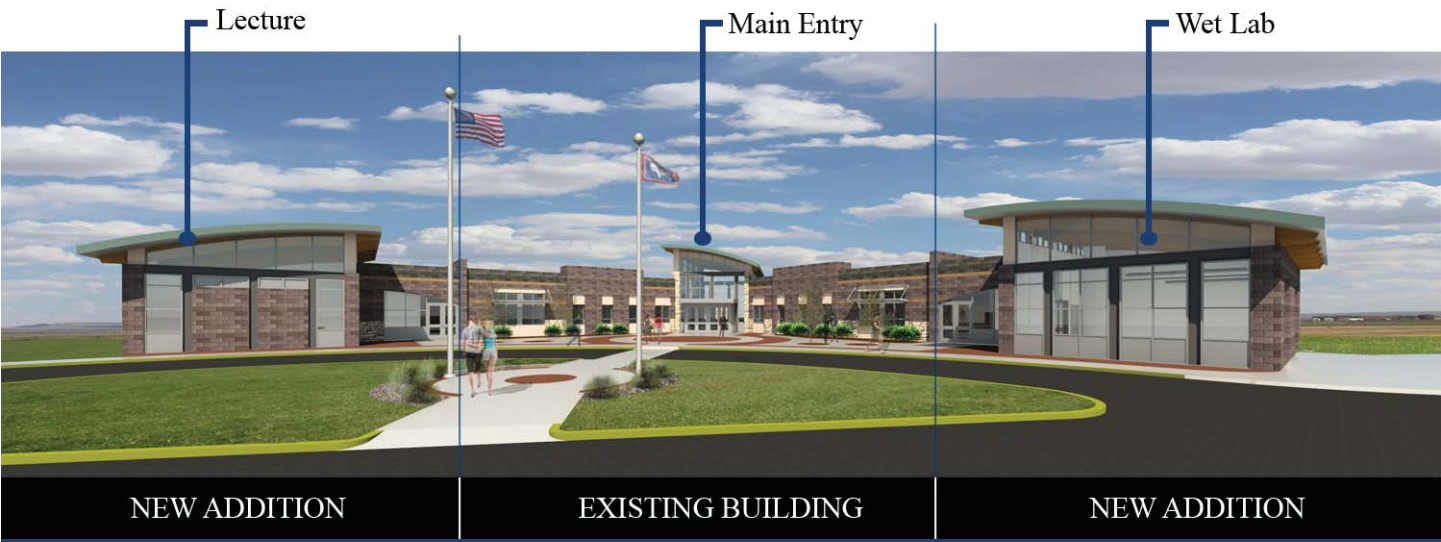 Lecture
Main Entry
Wet Lab
NEW ADDITION
EXISTING BUILDING
NEW ADDITION